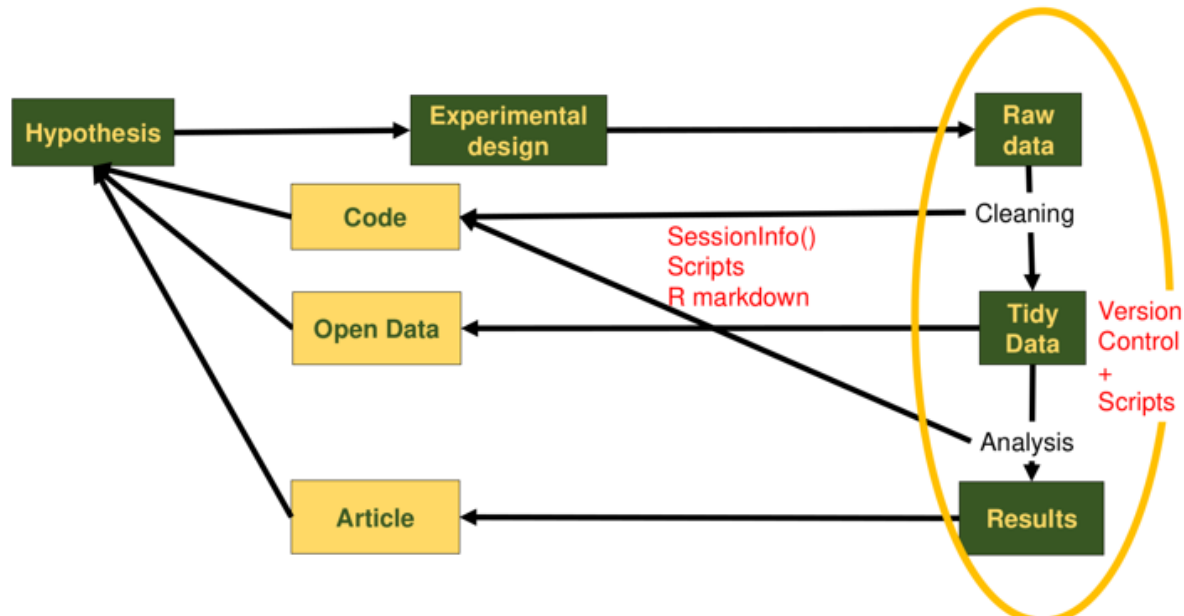 Hypothesis
Experimental
design
Raw
data
Code
Cleaning
SessionInfo()
Scripts
R markdown
Open Data
Tidy
Data
Version
Control
+
Scripts
Analysis
Article
Results